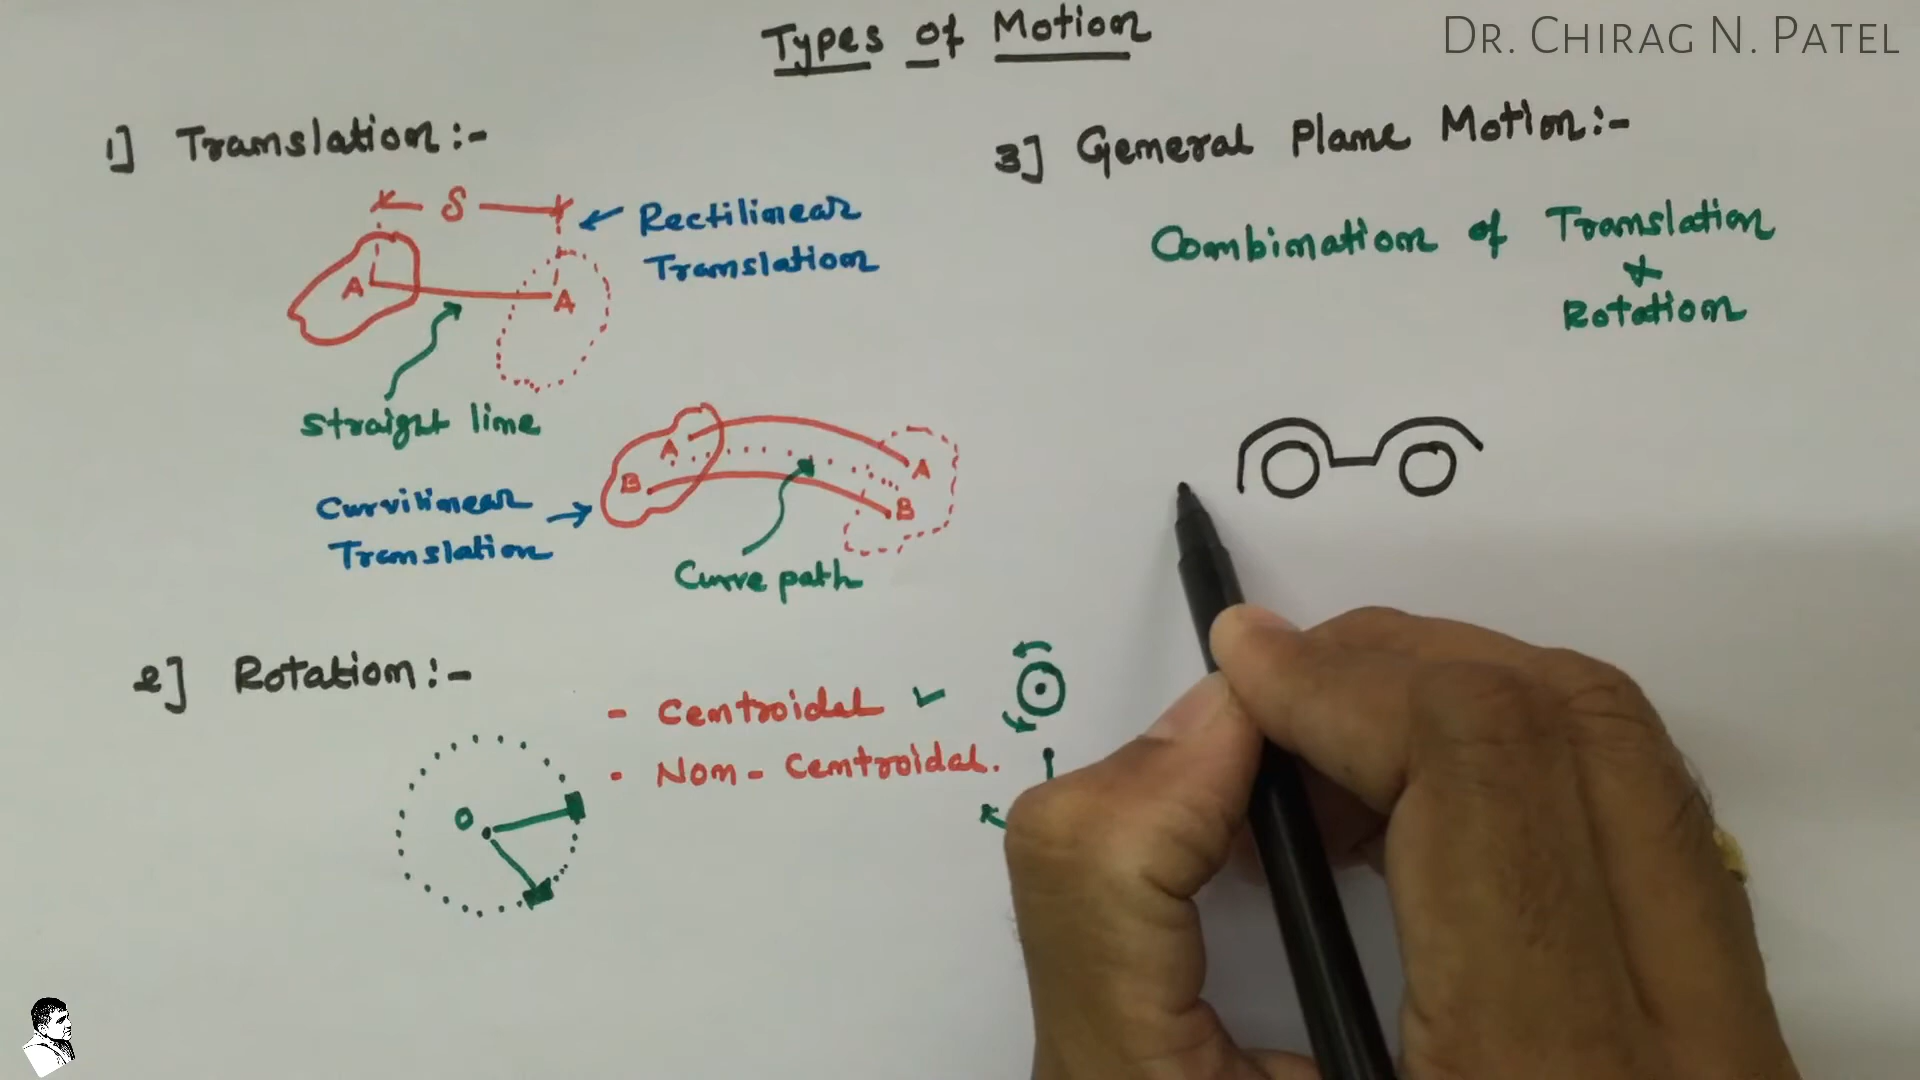 Types of Motion
DR. CHIRAG N. PATEL
1] Translation:-
S
Rectilinear
Translation
A
A
Straight line
A
B
A
B
Curvilinear
Translation
Curve path
2] Rotation:-
- Centroidal ✓
- Non-Centroidal.
O
3] General Plane Motion:-
Combination of Translation
&
Rotation